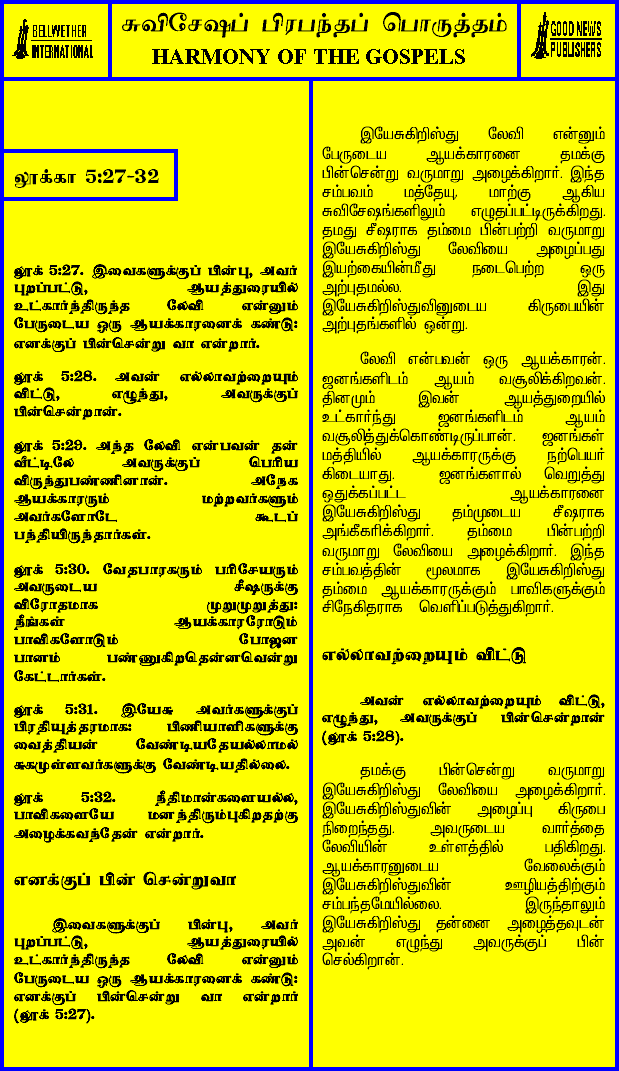 BELLWETHER
INTERNATIONAL
சுவிசேஷப் பிரபந்தப் பொருத்தம்
HARMONY OF THE GOSPELS
GOOD NEWS
PUBLISHERS
லூக்கா 5:27-32
லூக் 5:27. இவைகளுக்குப் பின்பு, அவர்
புறப்பட்டு, ஆயத்துரையில்
உட்கார்ந்திருந்த லேவி என்னும்
பேருடைய ஒரு ஆயக்காரனைக் கண்டு:
எனக்குப் பின்சென்று வா என்றார்.
லூக் 5:28. அவன் எல்லாவற்றையும்
விட்டு, எழுந்து, அவருக்குப்
பின்சென்றான்.
லூக் 5:29. அந்த லேவி என்பவன் தன்
வீட்டிலே அவருக்குப் பெரிய
விருந்துபண்ணினான். அநேக
ஆயக்காரரும் மற்றவர்களும்
அவர்களோடே கூடப்
பந்தியிருந்தார்கள்.
லூக் 5:30. வேதபாரகரும் பரிசேயரும்
அவருடைய சீஷருக்கு
விரோதமாக முறுமுறுத்து:
நீங்கள் ஆயக்காரரோடும்
பாவிகளோடும் போஜன
பானம் பண்ணுகிறதென்னவென்று
கேட்டார்கள்.
லூக் 5:31. இயேசு அவர்களுக்குப்
பிரதியுத்தரமாக: பிணியாளிகளுக்கு
வைத்தியன் வேண்டியதேயல்லாமல்
சுகமுள்ளவர்களுக்கு வேண்டியதில்லை.
லூக் 5:32. நீதிமான்களையல்ல,
பாவிகளையே மனந்திரும்புகிறதற்கு
அழைக்கவந்தேன் என்றார்.
எனக்குப் பின் சென்றுவா
இவைகளுக்குப் பின்பு, அவர்
புறப்பட்டு, ஆயத்துரையில்
உட்கார்ந்திருந்த லேவி என்னும்
பேருடைய ஒரு ஆயக்காரனைக் கண்டு:
எனக்குப் பின்சென்று வா என்றார்
(லூக் 5:27).
இயேசுகிறிஸ்து லேவி என்னும்
பேருடைய ஆயக்காரனை தமக்கு
பின்சென்று வருமாறு அழைக்கிறார். இந்த
சம்பவம் மத்தேயு, மாற்கு ஆகிய
சுவிசேஷங்களிலும் எழுதப்பட்டிருக்கிறது.
தமது சீஷராக தம்மை பின்பற்றி வருமாறு
இயேசுகிறிஸ்து லேவியை அழைப்பது
இயற்கையின்மீது நடைபெற்ற ஒரு
அற்புதமல்ல. இது
இயேசுகிறிஸ்துவினுடைய கிருபையின்
அற்புதங்களில் ஒன்று.
லேவி என்பவன் ஒரு ஆயக்காரன்.
ஜனங்களிடம் ஆயம் வசூலிக்கிறவன்.
தினமும் இவன் ஆயத்துறையில்
உட்கார்ந்து ஜனங்களிடம் ஆயம்
வசூலித்துக்கொண்டிருப்பான். ஜனங்கள்
மத்தியில் ஆயக்காரருக்கு நற்பெயர்
கிடையாது. ஜனங்களால் வெறுத்து
ஒதுக்கப்பட்ட ஆயக்காரனை
இயேசுகிறிஸ்து தம்முடைய சீஷராக
அங்கீகரிக்கிறார். தம்மை பின்பற்றி
வருமாறு லேவியை அழைக்கிறார். இந்த
சம்பவத்தின் மூலமாக இயேசுகிறிஸ்து
தம்மை ஆயக்காரருக்கும் பாவிகளுக்கும்
சிநேகிதராக வெளிப்படுத்துகிறார்.
எல்லாவற்றையும் விட்டு
அவன் எல்லாவற்றையும் விட்டு,
எழுந்து, அவருக்குப் பின்சென்றான்
(லூக் 5:28).
தமக்கு பின்சென்று வருமாறு
இயேசுகிறிஸ்து லேவியை அழைக்கிறார்.
இயேசுகிறிஸ்துவின் அழைப்பு கிருபை
நிறைந்தது. அவருடைய வார்த்தை
லேவியின் உள்ளத்தில் பதிகிறது.
ஆயக்காரனுடைய வேலைக்கும்
இயேசுகிறிஸ்துவின் ஊழியத்திற்கும்
சம்பந்தமேயில்லை. இருந்தாலும்
இயேசுகிறிஸ்து தன்னை அழைத்தவுடன்
அவன் எழுந்து அவருக்குப் பின்
செல்கிறான்.